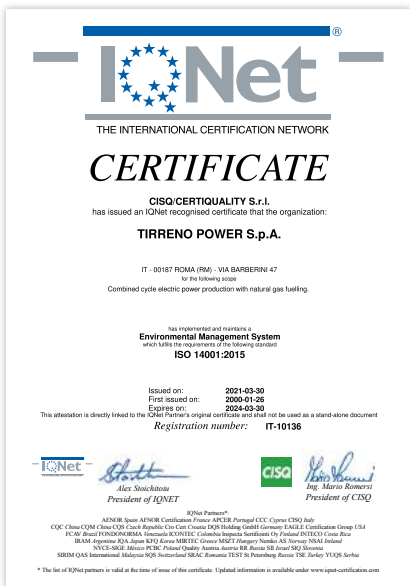 IQNet ®
THE INTERNATIONAL CERTIFICATION NETWORK
CERTIFICATE
CISQ/CERTIQUALITY S.r.l.
has issued an IQNet recognised certificate that the organization:
TIRRENO POWER S.p.A.
IT - 00187 ROMA (RM) - VIA BARBERINI 47
for the following scope
Combined cycle electric power production with natural gas fuelling.
has implemented and maintains a
Environmental Management System
which fulfills the requirements of the following standard
ISO 14001:2015
Issued on: 2021-03-30
First issued on: 2000-01-26
Expires on: 2024-03-30
This attestation is directly linked to the IQNet Partner's original certificate and shall not be used as a stand-alone document
Registration number: IT-10136
IQNet
CISQ
Alex Stoichitoiu
President of IQNET
Ing. Mario Romersi
President of CISQ
IQNet Partners*:
AENOR Spain AFNOR Certification France APCER Portugal CCC Cyprus CISQ Italy
CQC China CQM China CQS Czech Republic Cro Cert Croatia DQS Holding GmbH Germany EAGLE Certification Group USA
FCAV Brazil FONDONORMA Venezuela ICONTEC Colombia Inspecta Sertifiointi Oy Finland INTECO Costa Rica
IRAM Argentina JQA Japan KFQ Korea MIRTEC Greece MSZT Hungary Nemko AS Norway NSAI Ireland
NYCE-SIGE México PCBC Poland Quality Austria Austria RR Russia SII Israel SIQ Slovenia
SIRIM QAS International Malaysia SQS Switzerland SRAC Romania TEST St Petersburg Russia TSE Turkey YUQS Serbia
* The list of IQNet partners is valid at the time of issue of this certificate. Updated information is available under www.iqnet-certification.com